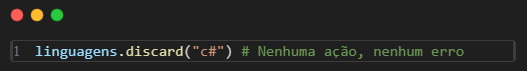 1 linguagens.discard("c#") # Nenhuma ação, nenhum erro